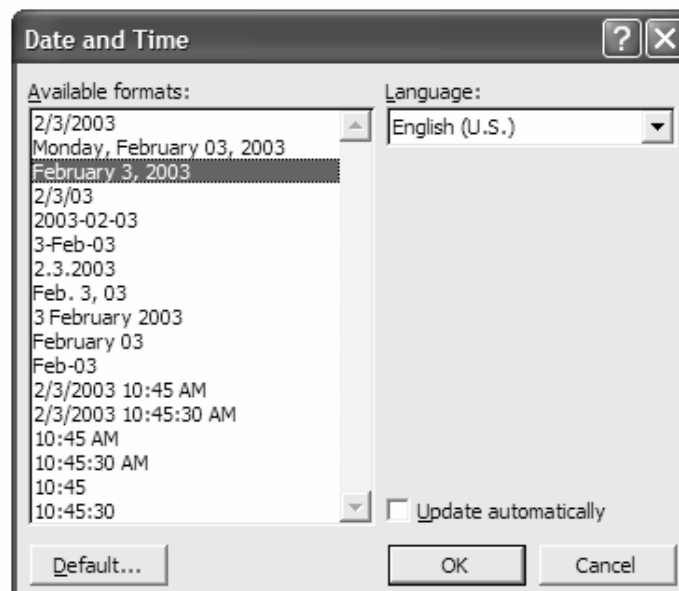 Date and Time
Available formats:
2/3/2003
Monday, February 03, 2003
February 3, 2003
2/3/03
2003-02-03
3-Feb-03
2.3.2003
Feb. 3, 03
3 February 2003
February 03
Feb-03
2/3/2003 10:45 AM
2/3/2003 10:45:30 AM
10:45 AM
10:45:30 AM
10:45
10:45:30
Language:
English (U.S.)
Update automatically
Default...
OK
Cancel